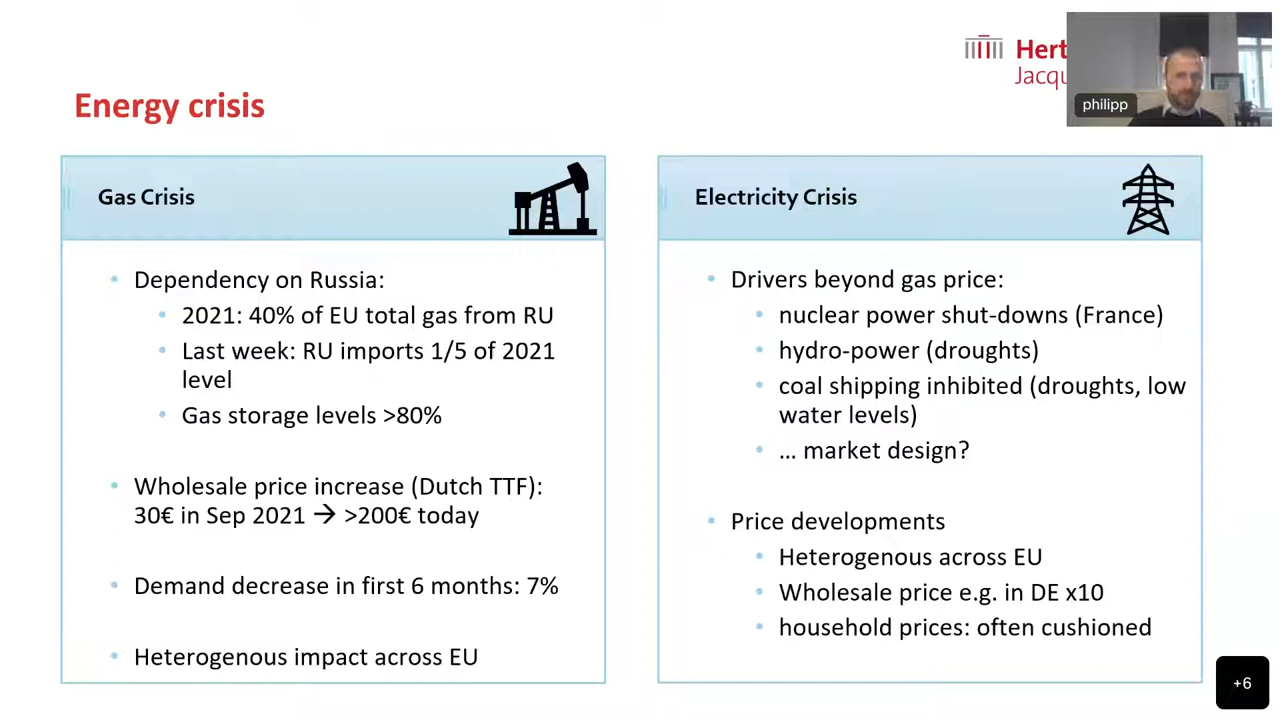 Hert
Jacqu
philipp
Energy crisis
Gas Crisis
Dependency on Russia:
2021: 40% of EU total gas from RU
Last week: RU imports 1/5 of 2021
level
Gas storage levels >80%
Wholesale price increase (Dutch TTF):
30€ in Sep 2021 → >200€ today
Demand decrease in first 6 months: 7%
Heterogenous impact across EU
Electricity Crisis
Drivers beyond gas price:
nuclear power shut-downs (France)
hydro-power (droughts)
coal shipping inhibited (droughts, low
water levels)
... market design?
Price developments
Heterogenous across EU
Wholesale price e.g. in DE x10
household prices: often cushioned
+6